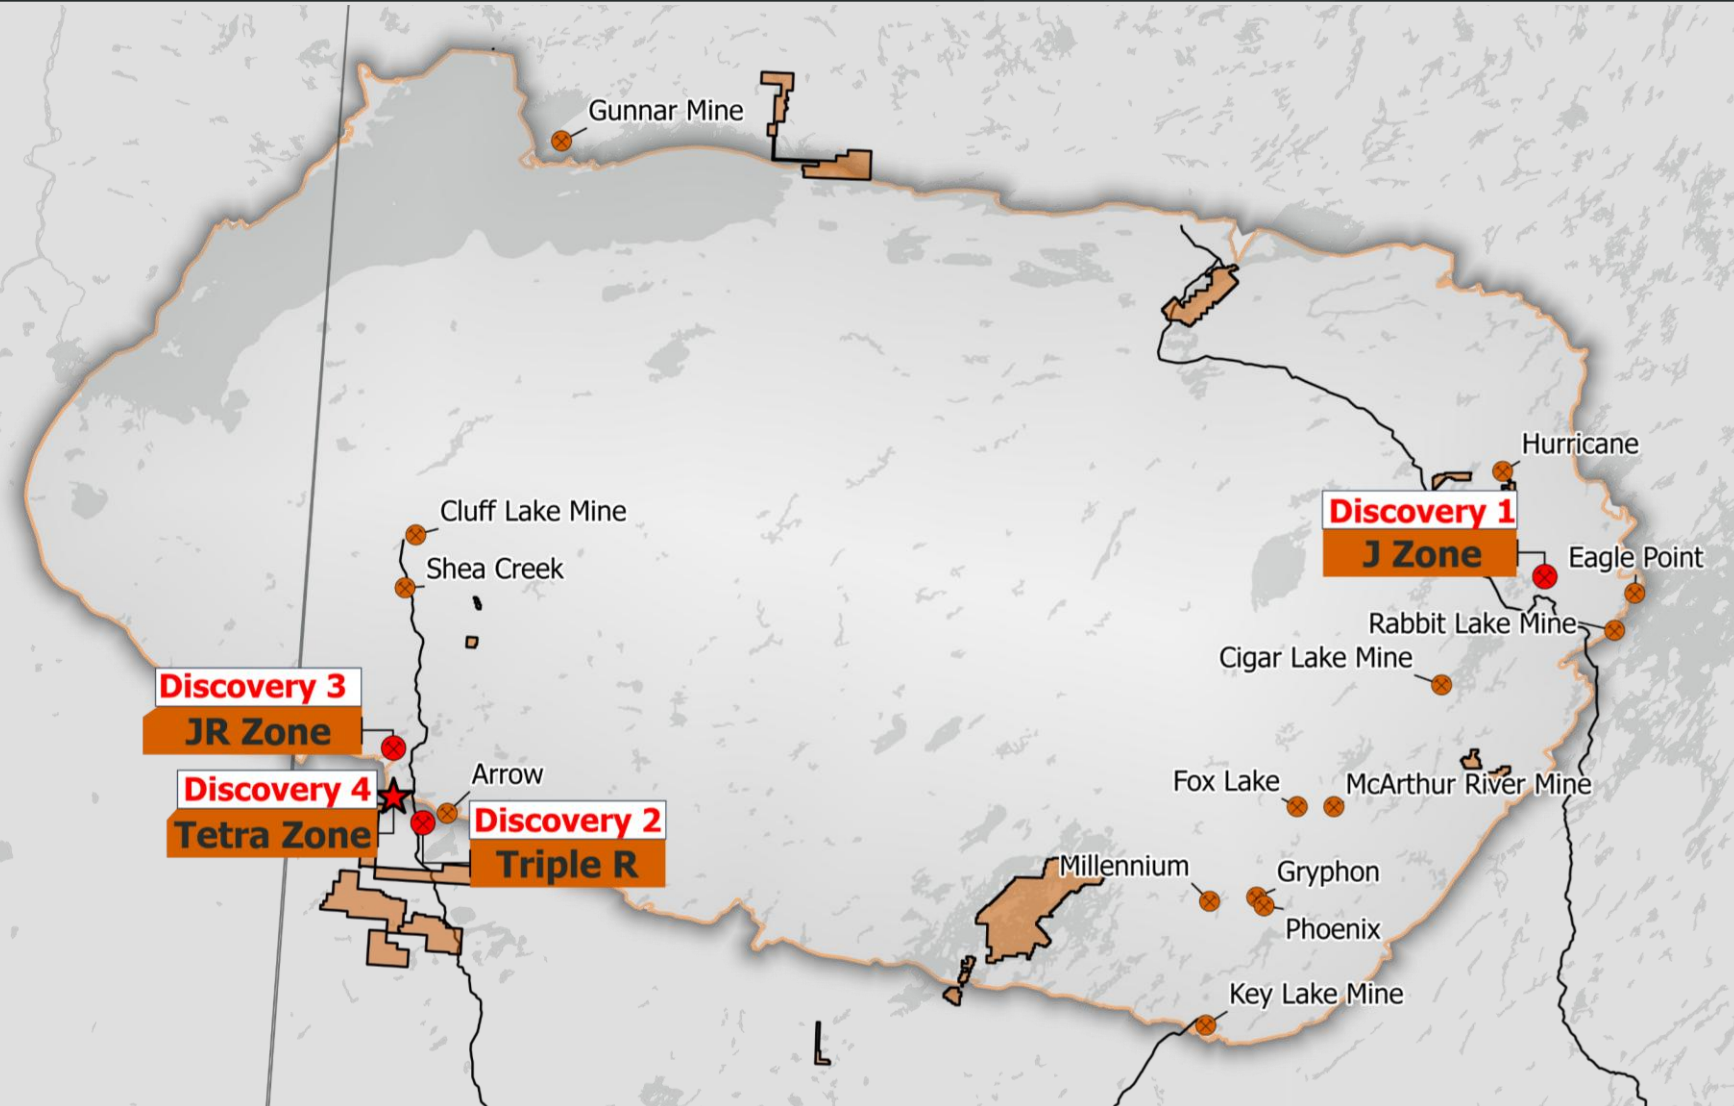 Gunnar Mine
Hurricane
Discovery 1
J Zone
Cluff Lake Mine
Eagle Point
Shea Creek
Rabbit Lake Mine
Cigar Lake Mine
Discovery 3
JR Zone
Arrow
Fox Lake
McArthur River Mine
Discovery 4
Tetra Zone
Discovery 2
Triple R
Millennium
Gryphon
Phoenix
Key Lake Mine